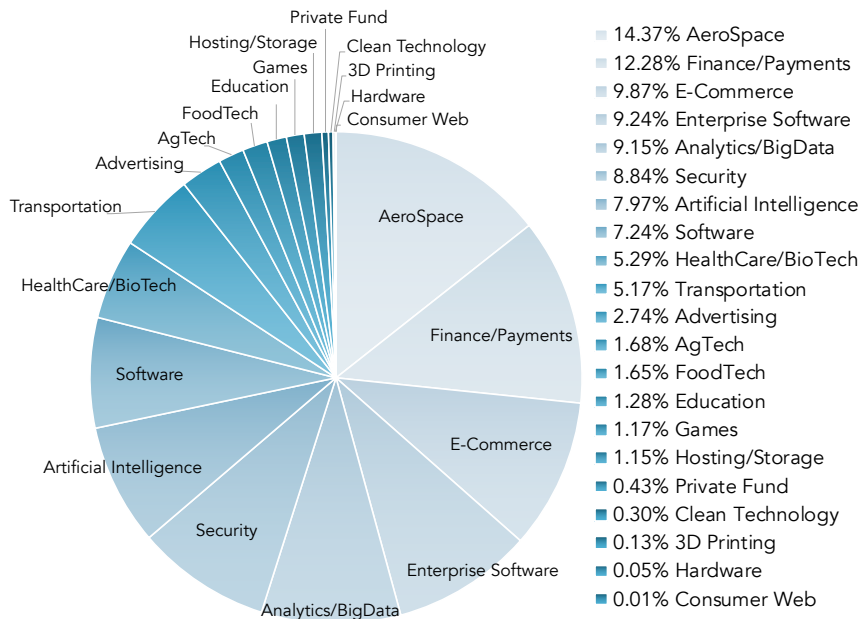 Private Fund
Hosting/Storage
Clean Technology
Games
3D Printing
Education
Hardware
FoodTech
Consumer Web
AgTech
Advertising
Transportation
AeroSpace
HealthCare/BioTech
Finance/Payments
Software
E-Commerce
Artificial Intelligence
Security
Enterprise Software
Analytics/BigData
14.37% AeroSpace
12.28% Finance/Payments
9.87% E-Commerce
9.24% Enterprise Software
9.15% Analytics/BigData
8.84% Security
7.97% Artificial Intelligence
7.24% Software
5.29% HealthCare/BioTech
5.17% Transportation
2.74% Advertising
1.68% AgTech
1.65% FoodTech
1.28% Education
1.17% Games
1.15% Hosting/Storage
0.43% Private Fund
0.30% Clean Technology
0.13% 3D Printing
0.05% Hardware
0.01% Consumer Web